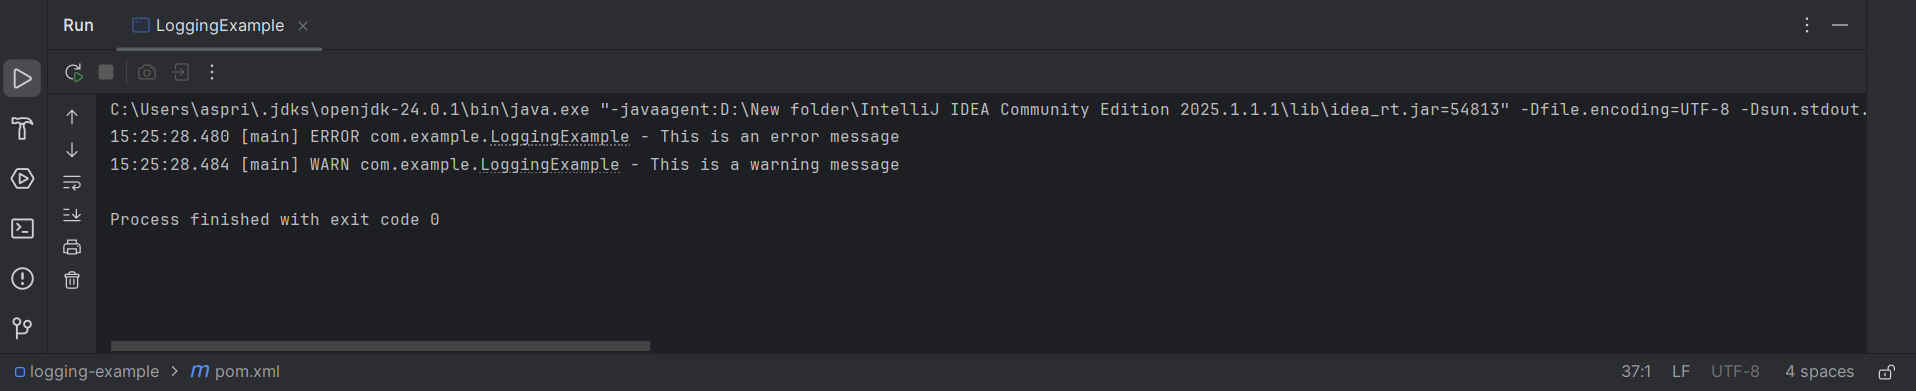 Run LoggingExample
C:\Users\aspri\.jdks\openjdk-24.0.1\bin\java.exe "-javaagent:D:\New folder\IntelliJ IDEA Community Edition 2025.1.1.1\lib\idea_rt.jar=54813" -Dfile.encoding=UTF-8 -Dsun.stdout.
15:25:28.480 [main] ERROR com.example.LoggingExample - This is an error message
15:25:28.484 [main] WARN com.example.LoggingExample - This is a warning message
Process finished with exit code 0
logging-example > m pom.xml 37:1 LF UTF-8 4 spaces